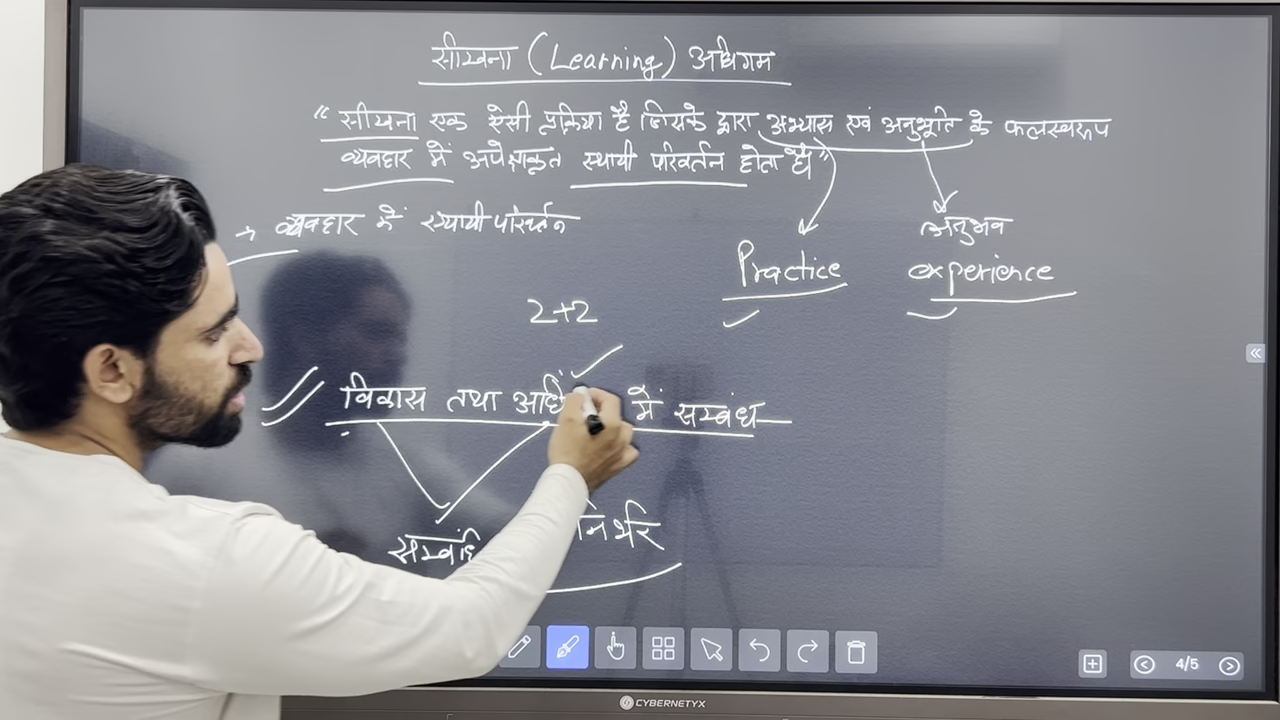 सीखना (Learning) अधिगम
“ सीखना एक ऐसी प्रक्रिया है जिसके द्वारा अभ्यास एवं अनुभूति के फलस्वरूप
व्यवहार में अपेक्षाकृत स्थायी परिवर्तन होता है”
→ व्यवहार में स्थायी परिवर्तन
अनुभव
Practice experience
2+2
विकास तथा अधि में सम्बंध—
निर्भर
4/5
CYBERNETYX